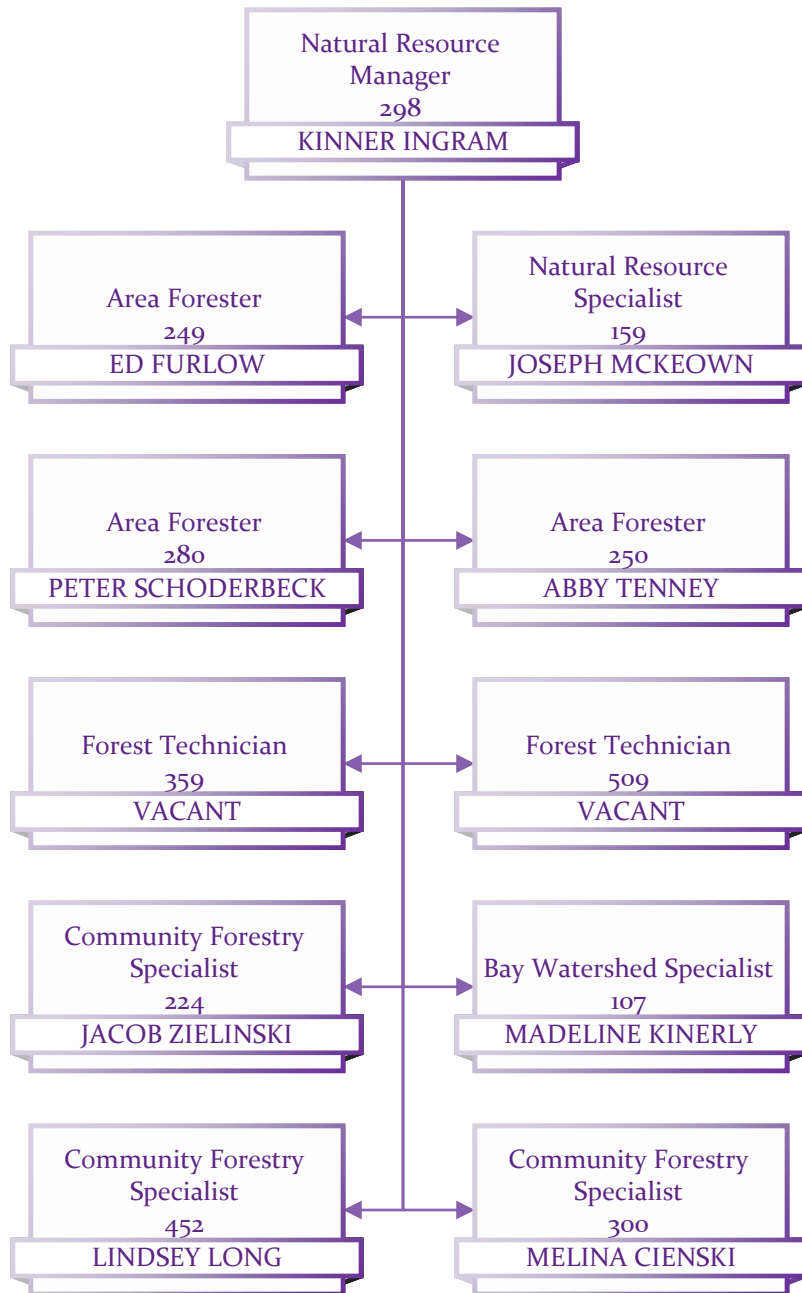 Natural Resource
Manager
298
KINNER INGRAM
Area Forester
249
ED FURLOW
Natural Resource
Specialist
159
JOSEPH MCKEOWN
Area Forester
280
PETER SCHODERBECK
Area Forester
250
ABBY TENNEY
Forest Technician
359
VACANT
Forest Technician
509
VACANT
Community Forestry
Specialist
224
JACOB ZIELINSKI
Bay Watershed Specialist
107
MADELINE KINERLY
Community Forestry
Specialist
452
LINDSEY LONG
Community Forestry
Specialist
300
MELINA CIENSKI